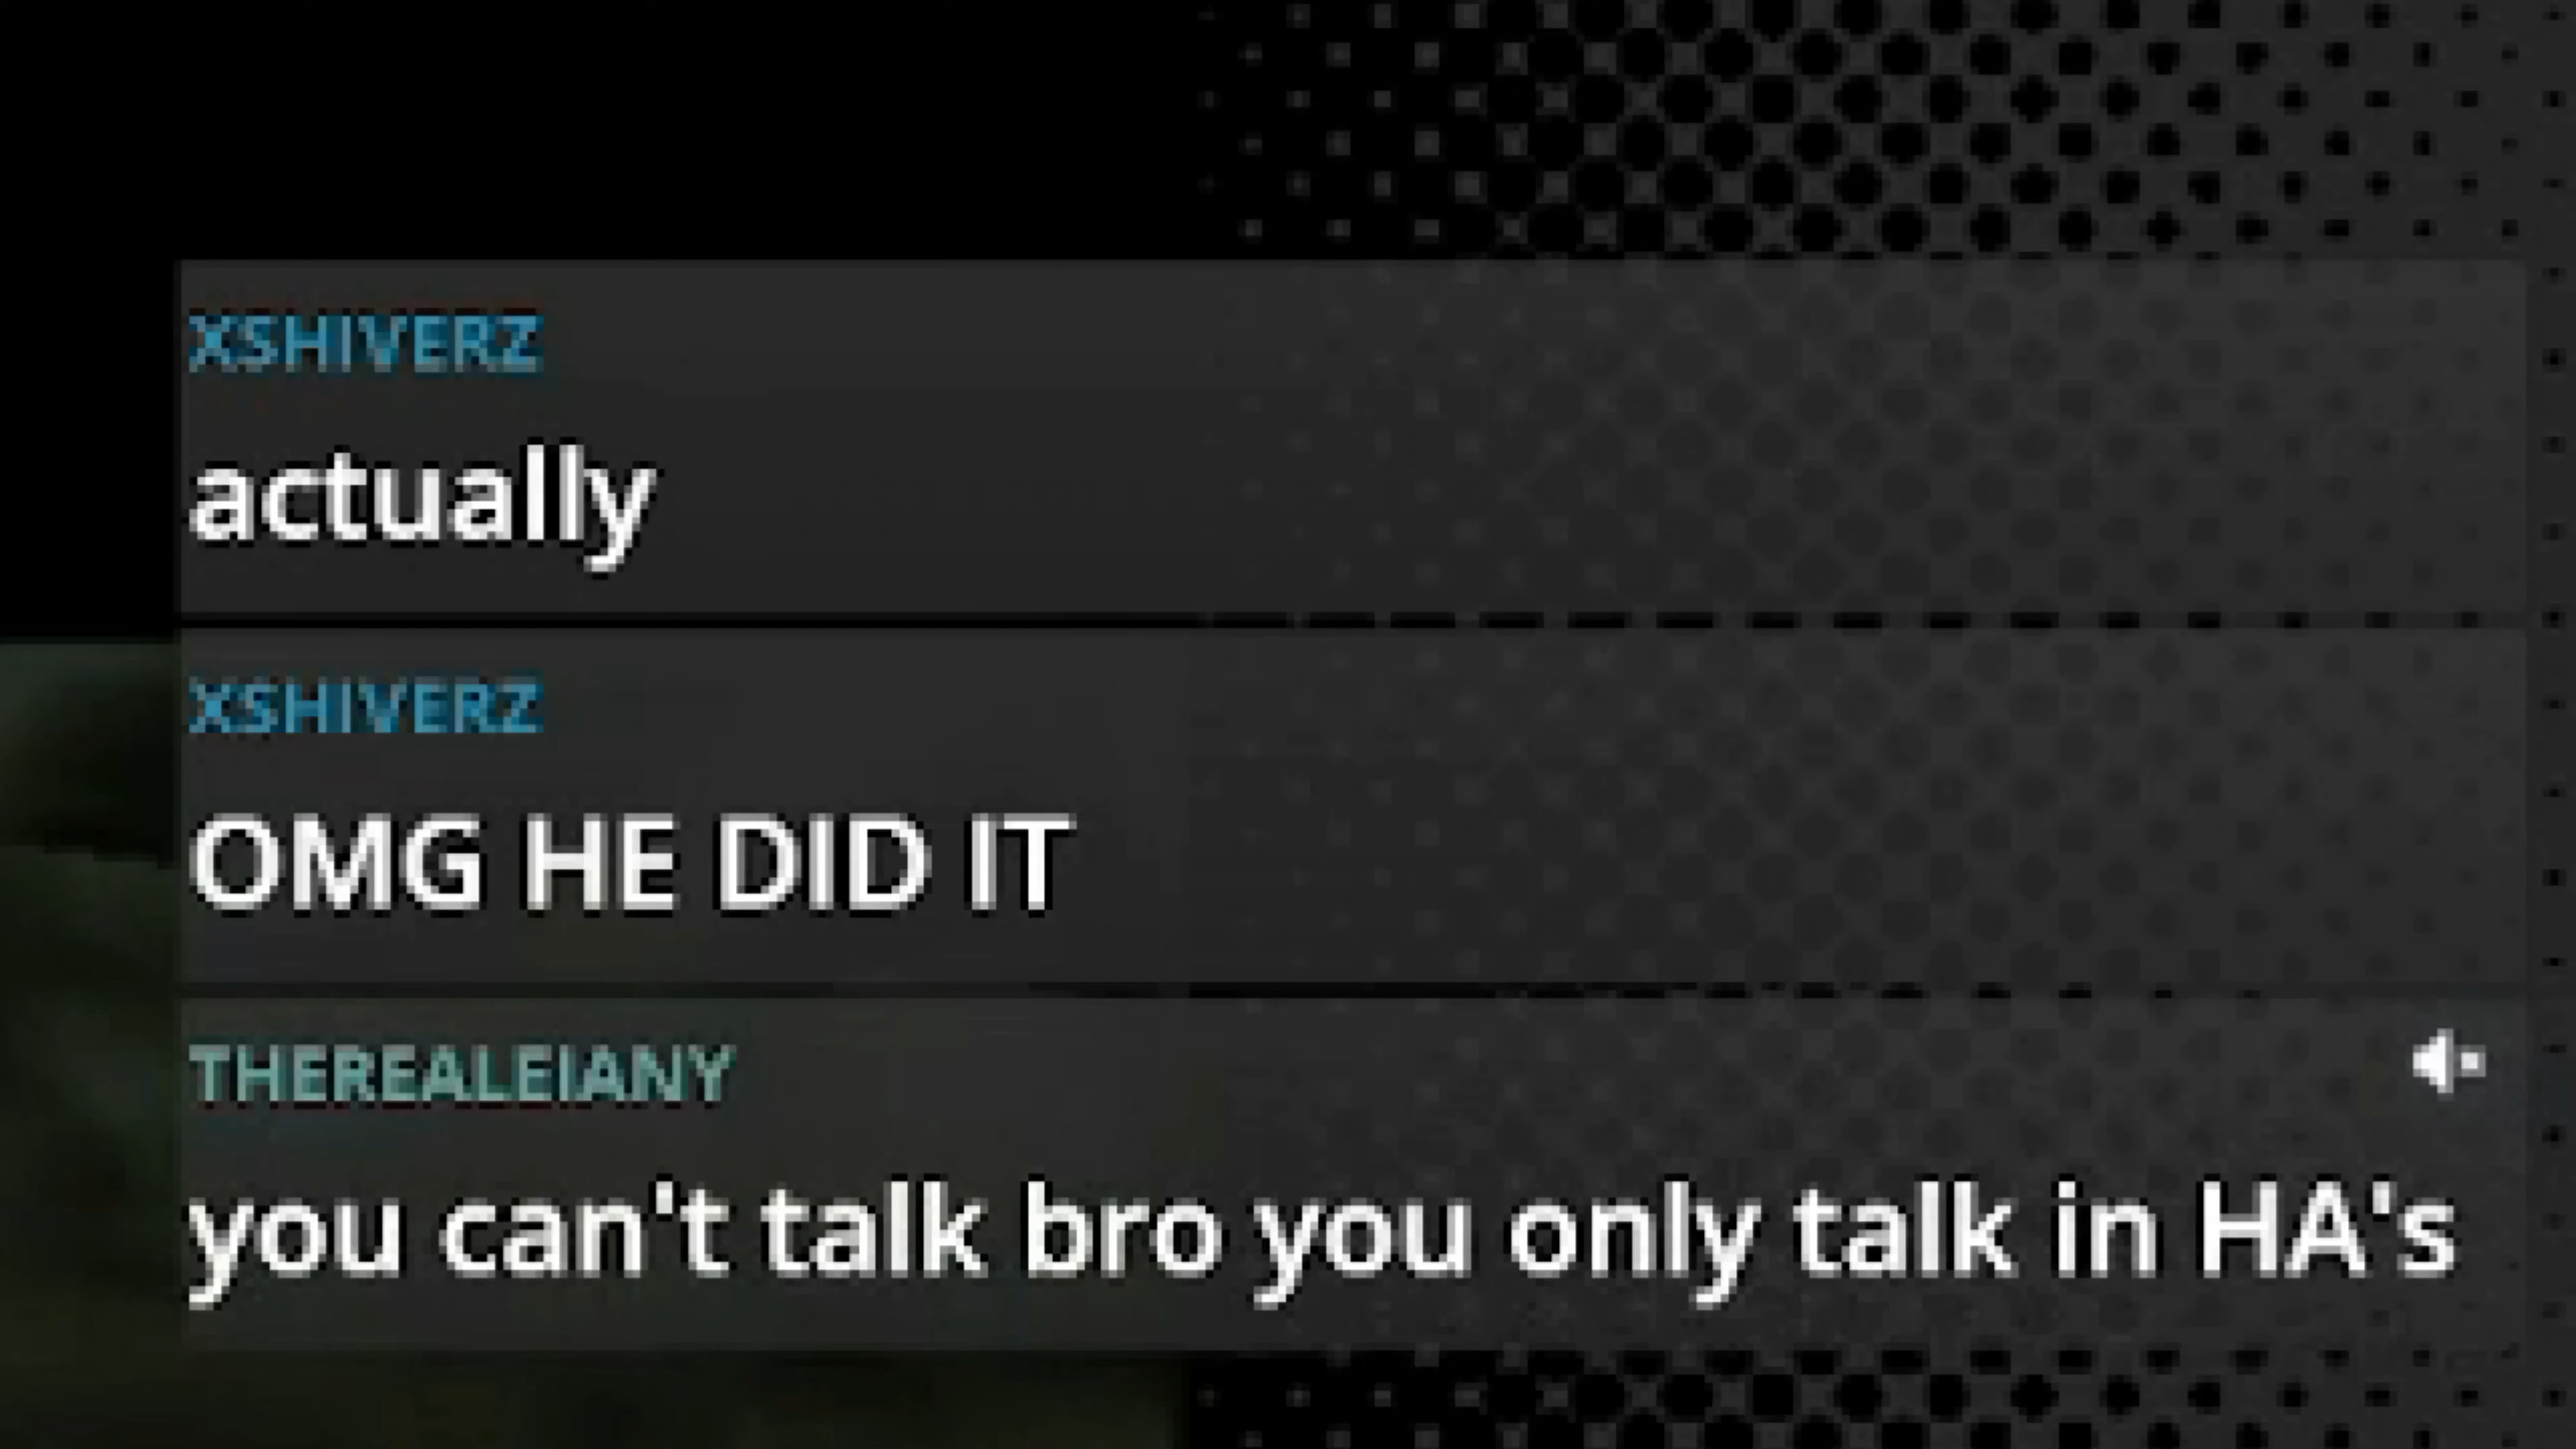 XSHIVERZ
actually
XSHIVERZ
OMG HE DID IT
THEREALEIANY
you can't talk bro you only talk in HA's